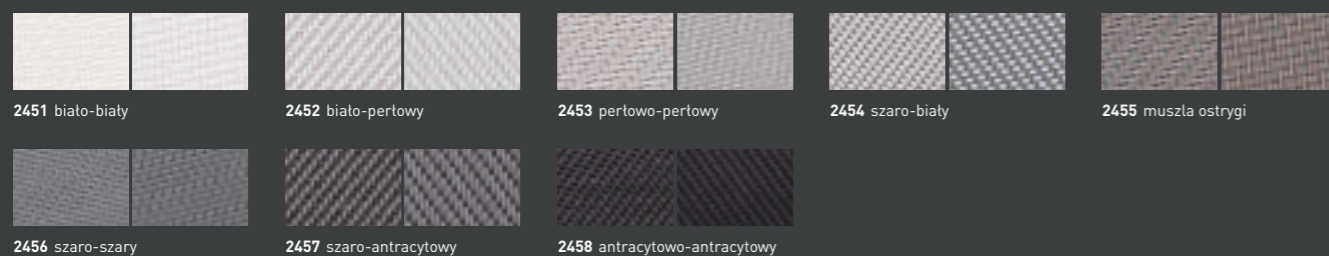 2451 biało-biały
2452 biało-perłowy
2453 perłowo-perłowy
2454 szaro-biały
2455 muszla ostrygi
2456 szaro-szary
2457 szaro-antracytowy
2458 antracytowo-antracytowy